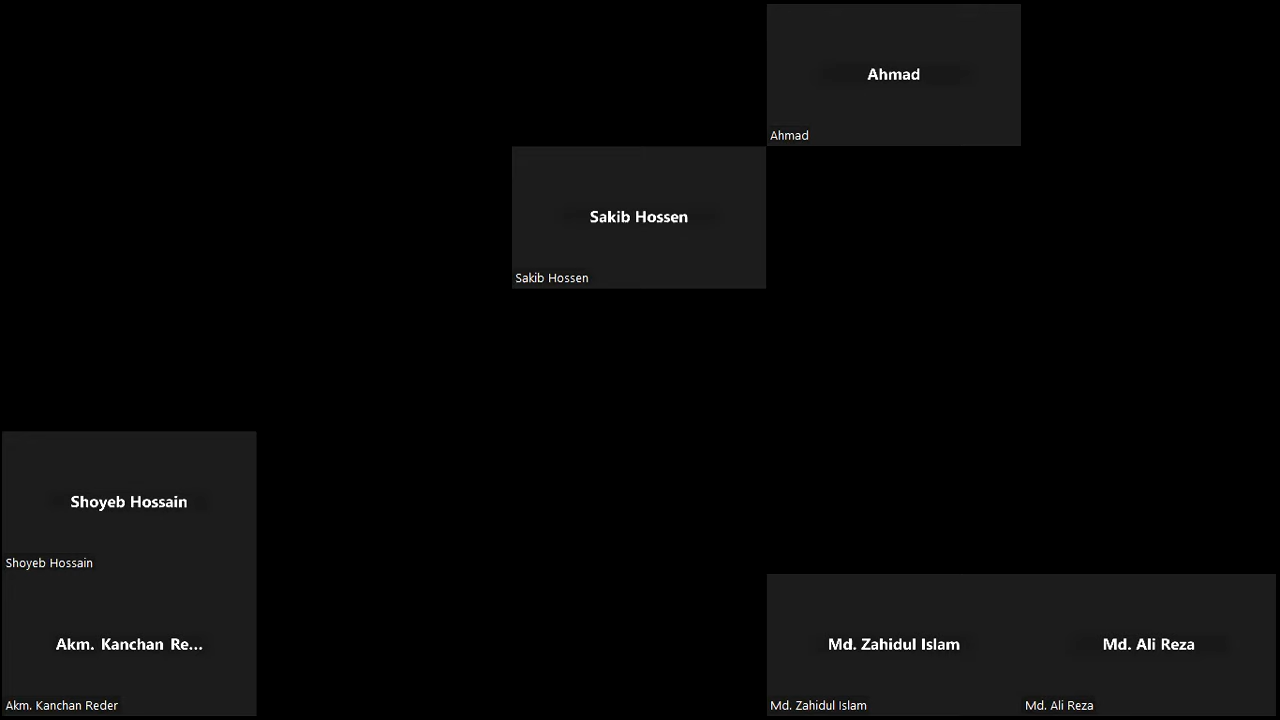 Ahmad
Ahmad
Sakib Hossen
Sakib Hossen
Shoyeb Hossain
Shoyeb Hossain
Akm. Kanchan Re...
Akm. Kanchan Reder
Md. Zahidul Islam
Md. Zahidul Islam
Md. Ali Reza
Md. Ali Reza